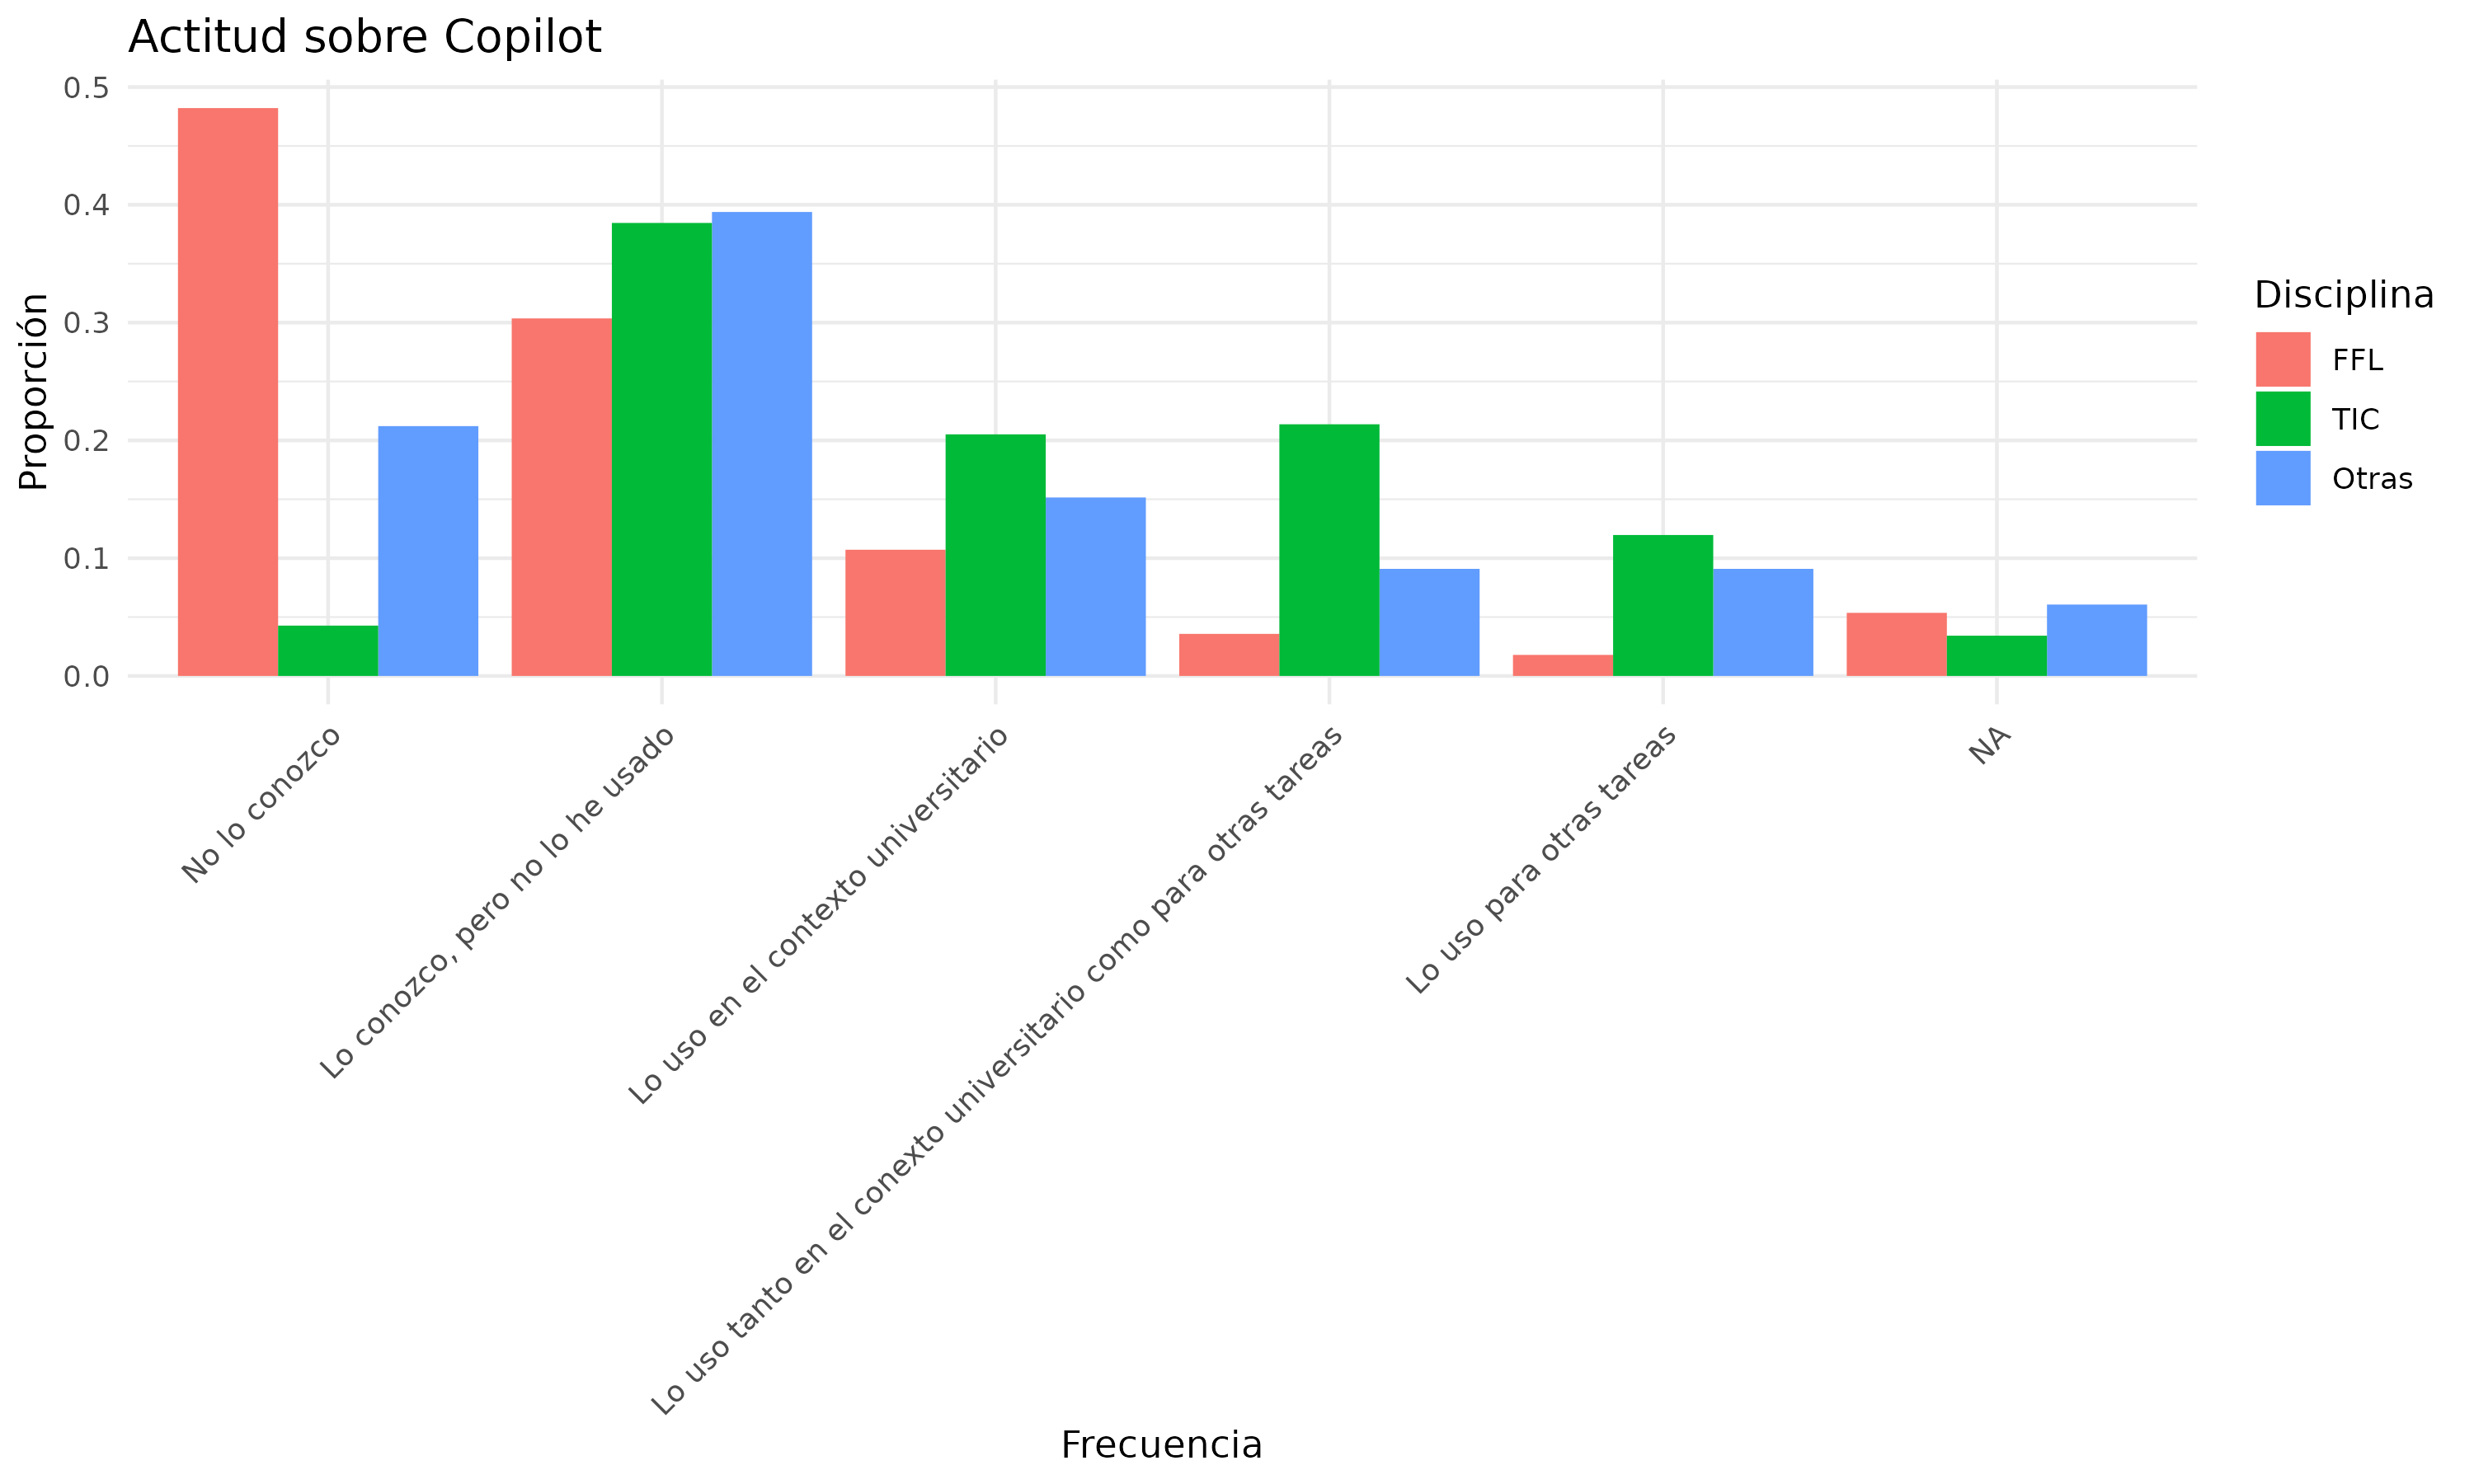 Actitud sobre Copilot
Proporción
0.5
0.4
0.3
0.2
0.1
0.0
No lo conozco
Lo conozco, pero no lo he usado
Lo uso en el contexto universitario
Lo uso tanto en el conexto universitario como para otras tareas
Lo uso para otras tareas
NA
Frecuencia
Disciplina
FFL
TIC
Otras